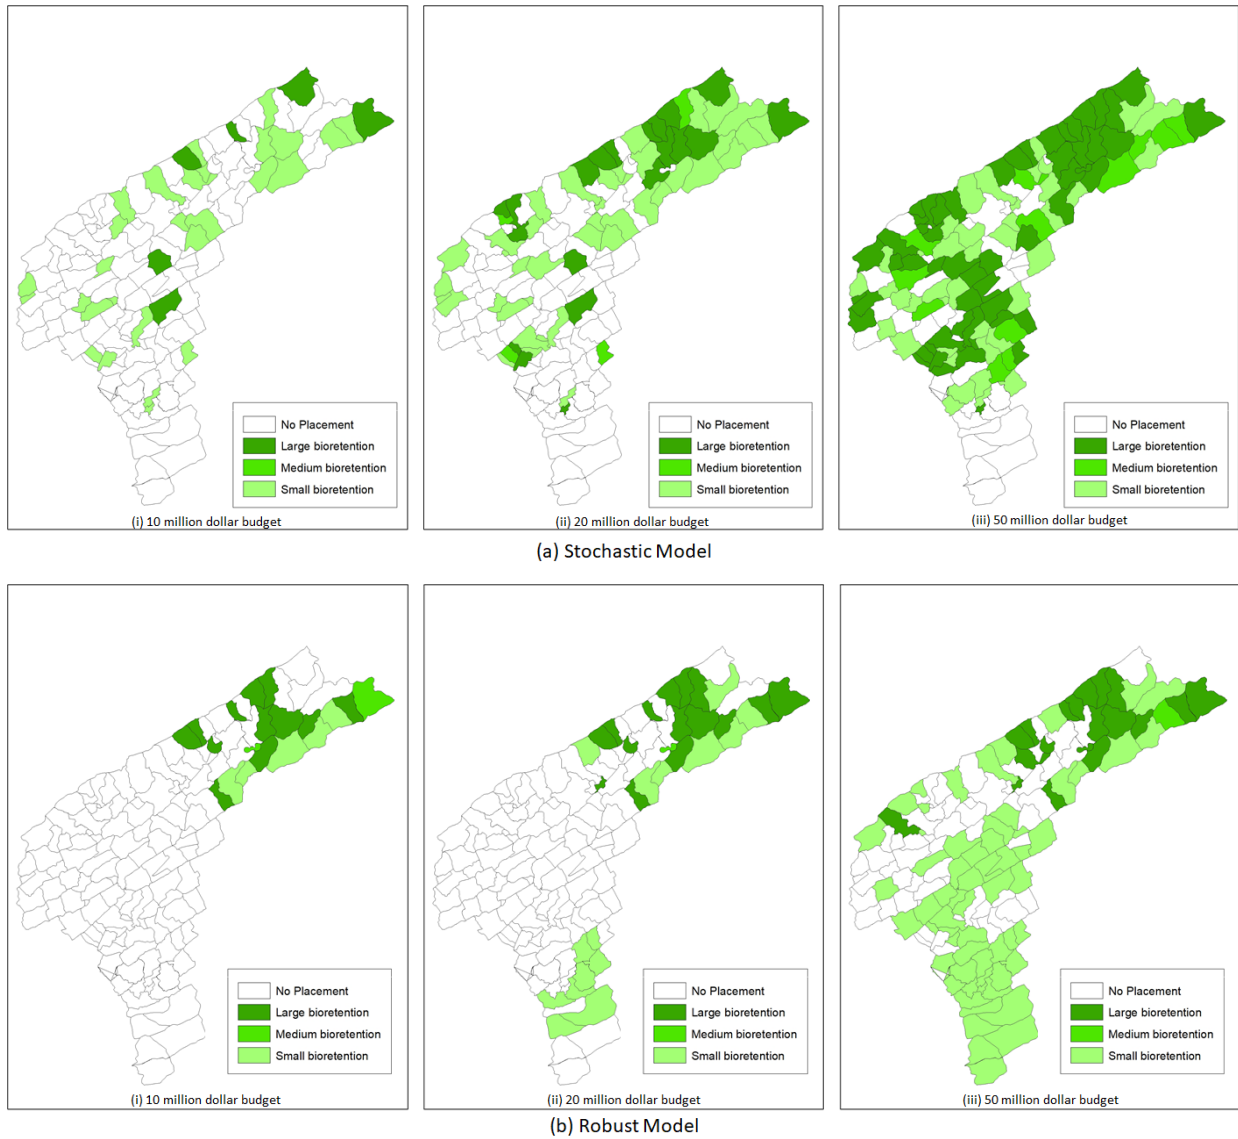 No Placement
Large bioretention
Medium bioretention
Small bioretention
(i) 10 million dollar budget
No Placement
Large bioretention
Medium bioretention
Small bioretention
(ii) 20 million dollar budget
No Placement
Large bioretention
Medium bioretention
Small bioretention
(iii) 50 million dollar budget
(a) Stochastic Model
No Placement
Large bioretention
Medium bioretention
Small bioretention
(i) 10 million dollar budget
No Placement
Large bioretention
Medium bioretention
Small bioretention
(ii) 20 million dollar budget
No Placement
Large bioretention
Medium bioretention
Small bioretention
(iii) 50 million dollar budget
(b) Robust Model